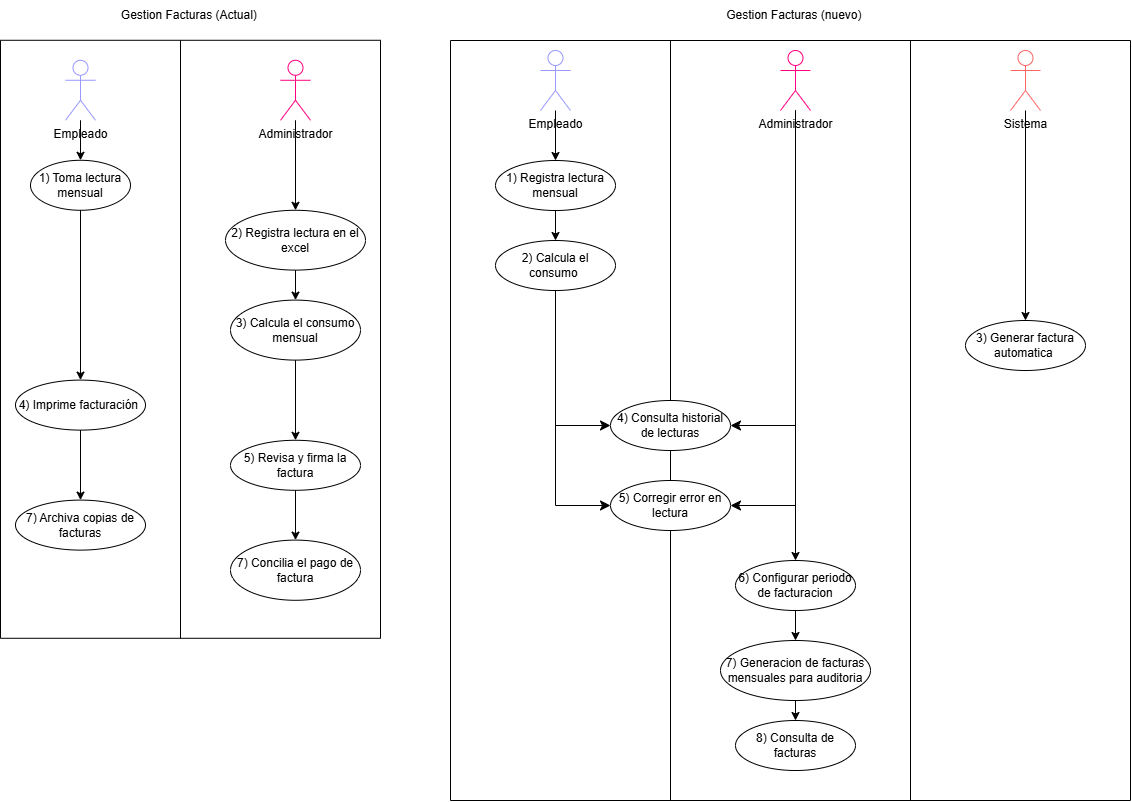 Gestion Facturas (Actual)
Empleado
Administrador
1) Toma lectura
mensual
2) Registra lectura en el
excel
3) Calcula el consumo
mensual
4) Imprime facturación
5) Revisa y firma la
factura
7) Archiva copias de
facturas
7) Concilia el pago de
factura
Gestion Facturas (nuevo)
Empleado
Administrador
Sistema
1) Registra lectura
mensual
2) Calcula el
consumo
3) Generar factura
automatica
4) Consulta historial
de lecturas
5) Corregir error en
lectura
6) Configurar periodo
de facturacion
7) Generacion de facturas
mensuales para auditoria
8) Consulta de
facturas